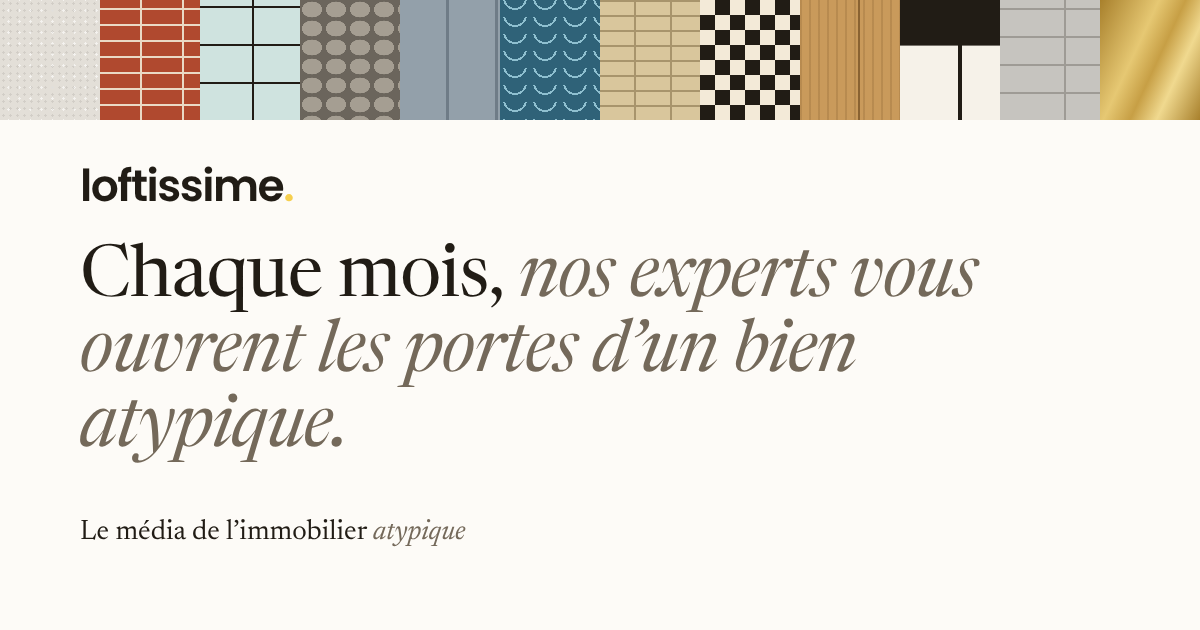 loftissime.
Chaque mois, nos experts vous
ouvrent les portes d’un bien
atypique.
Le média de l’immobilier atypique